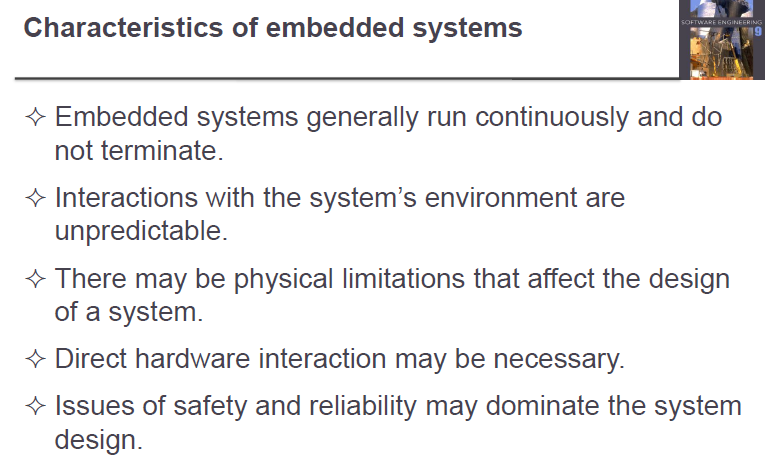 Characteristics of embedded systems
SOFTWARE ENGINEERING
9
✧ Embedded systems generally run continuously and do
not terminate.
✧ Interactions with the system’s environment are
unpredictable.
✧ There may be physical limitations that affect the design
of a system.
✧ Direct hardware interaction may be necessary.
✧ Issues of safety and reliability may dominate the system
design.